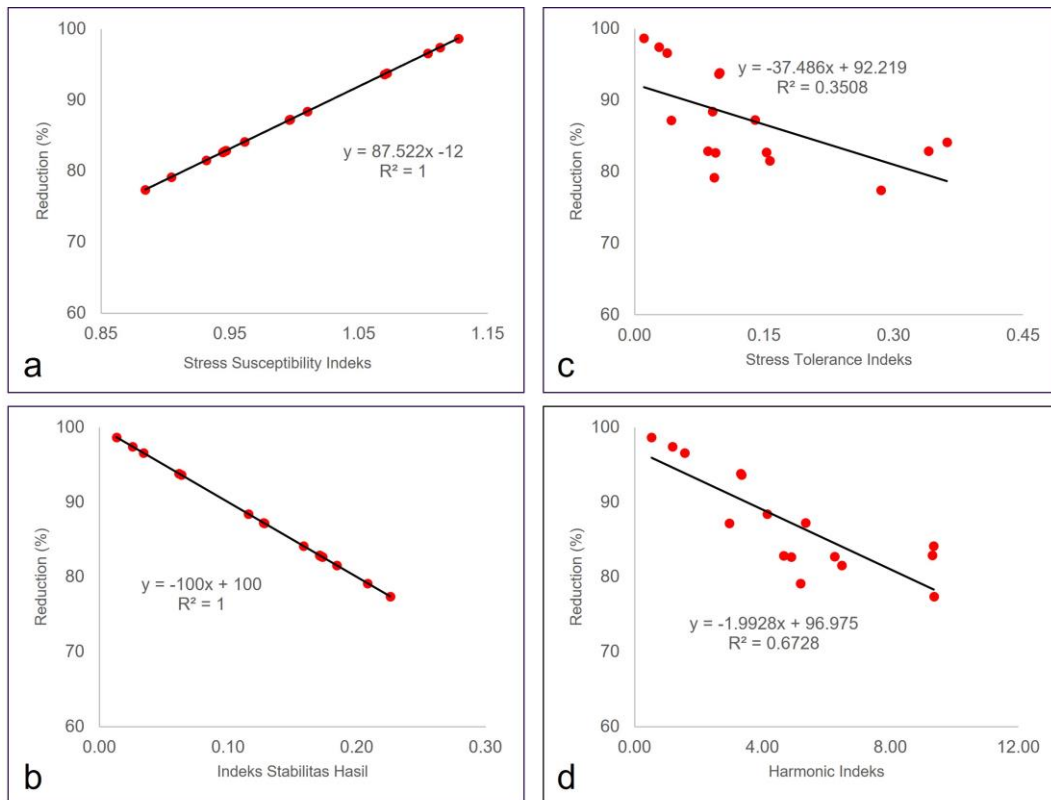 100
90
80
70
60
Reduction (%)
y = 87.522x -12
R² = 1
0.85
0.95
1.05
1.15
Stress Susceptibility Indeks
a
100
90
80
70
60
Reduction (%)
y = -37.486x + 92.219
R² = 0.3508
0.00
0.15
0.30
0.45
Stress Tolerance Indeks
c
100
90
80
70
60
Reduction (%)
y = -100x + 100
R² = 1
0.00
0.10
0.20
0.30
Indeks Stabilitas Hasil
b
100
90
80
70
60
Reduction (%)
y = -1.9928x + 96.975
R² = 0.6728
0.00
4.00
8.00
12.00
Harmonic Indeks
d